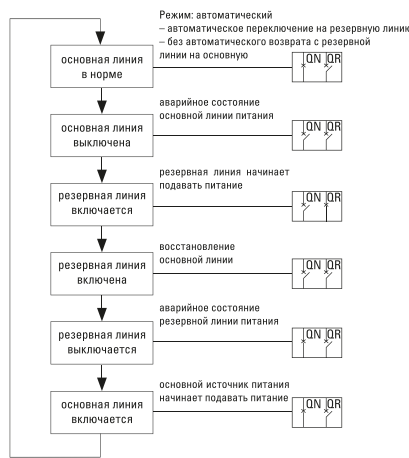 Режим: автоматический
– автоматическое переключение на резервную линию
– без автоматического возврата с резервной
линии на основную
основная линия
в норме
QN QR
аварийное состояние
основной линии питания
основная линия
выключена
QN QR
резервная линия начинает
подавать питание
резервная линия
включается
QN QR
восстановление
основной линии
резервная линия
включена
QN QR
аварийное состояние
резервной линии питания
резервная линия
выключается
QN QR
основной источник питания
начинает подавать питание
основная линия
включается
QN QR